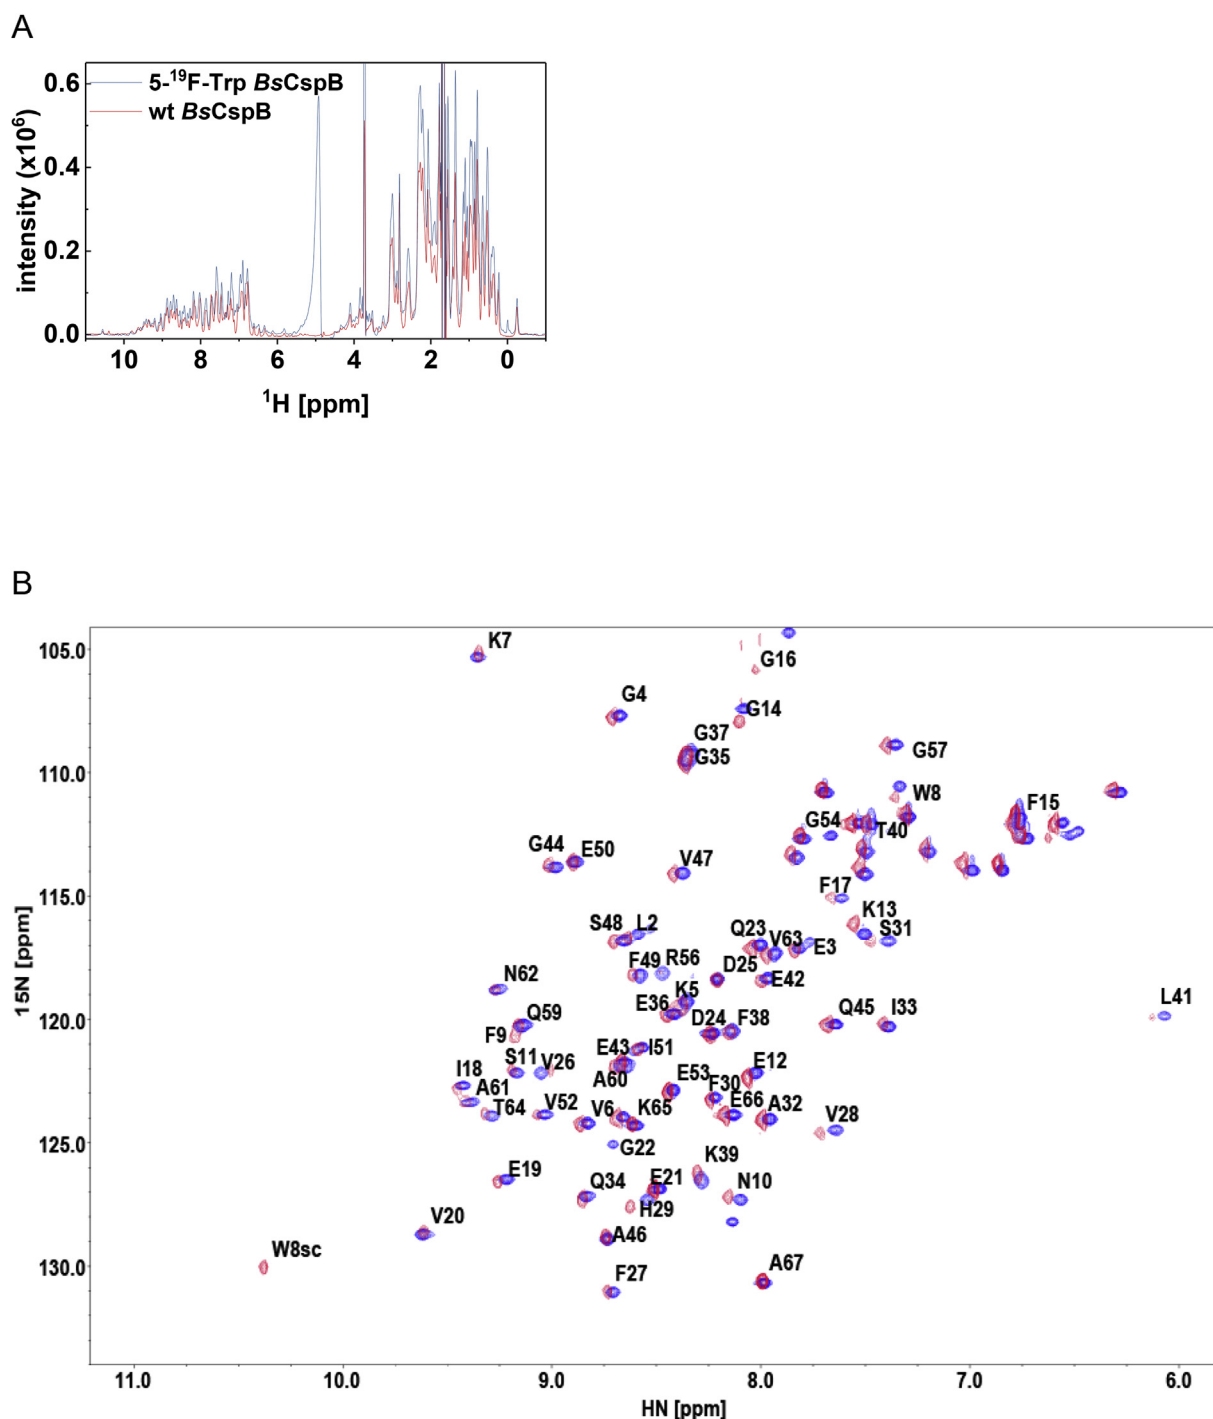 A
5-¹⁹F-Trp BsCspB
wt BsCspB
intensity (x10⁶)
0.6
0.4
0.2
0.0
10 8 6 4 2 0
¹H [ppm]
B
K7
G16
G4
G14
G37
G35
G57
W8
F15
G54
T40
G44 E50
V47
F17
K13
S31
S48 L2
Q23
V63 E3
F49 R56
D25
E42
N62
K5
L41
E36
Q45 I33
Q59
D24 F38
F9
E43 I51
S11 V26
E12
A60
I18
E53
F30
A61
E66 A32
T64 V52 V6 K65
V28
G22
K39
E19
Q34 E21
N10
H29
V20
A46
W8sc
A67
F27
105.0
110.0
115.0
120.0
125.0
130.0
15N [ppm]
11.0 10.0 9.0 8.0 7.0 6.0
HN [ppm]